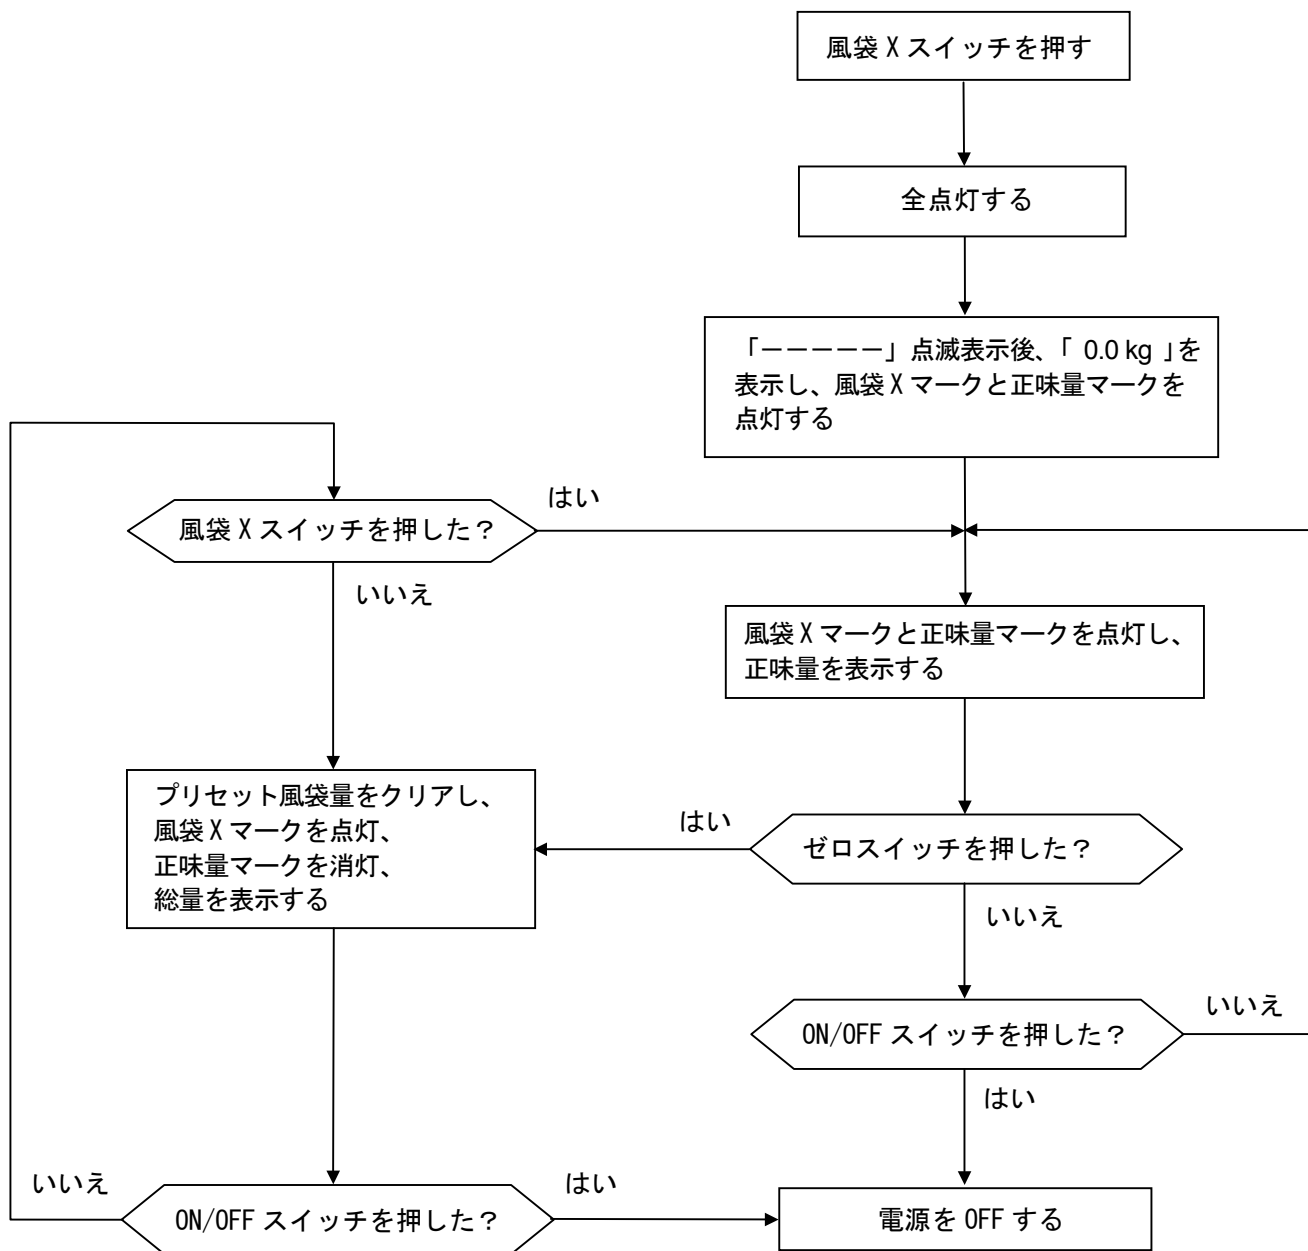 風袋 X スイッチを押す
全点灯する
「－－－－－」点滅表示後、「 0.0 kg 」を
表示し、風袋 X マークと正味量マークを
点灯する
はい
風袋 X スイッチを押した？
いいえ
風袋 X マークと正味量マークを点灯し、
正味量を表示する
プリセット風袋量をクリアし、
風袋 X マークを点灯、
正味量マークを消灯、
総量を表示する
はい
ゼロスイッチを押した？
いいえ
ON/OFF スイッチを押した？
いいえ
はい
いいえ
ON/OFF スイッチを押した？
はい
電源を OFF する